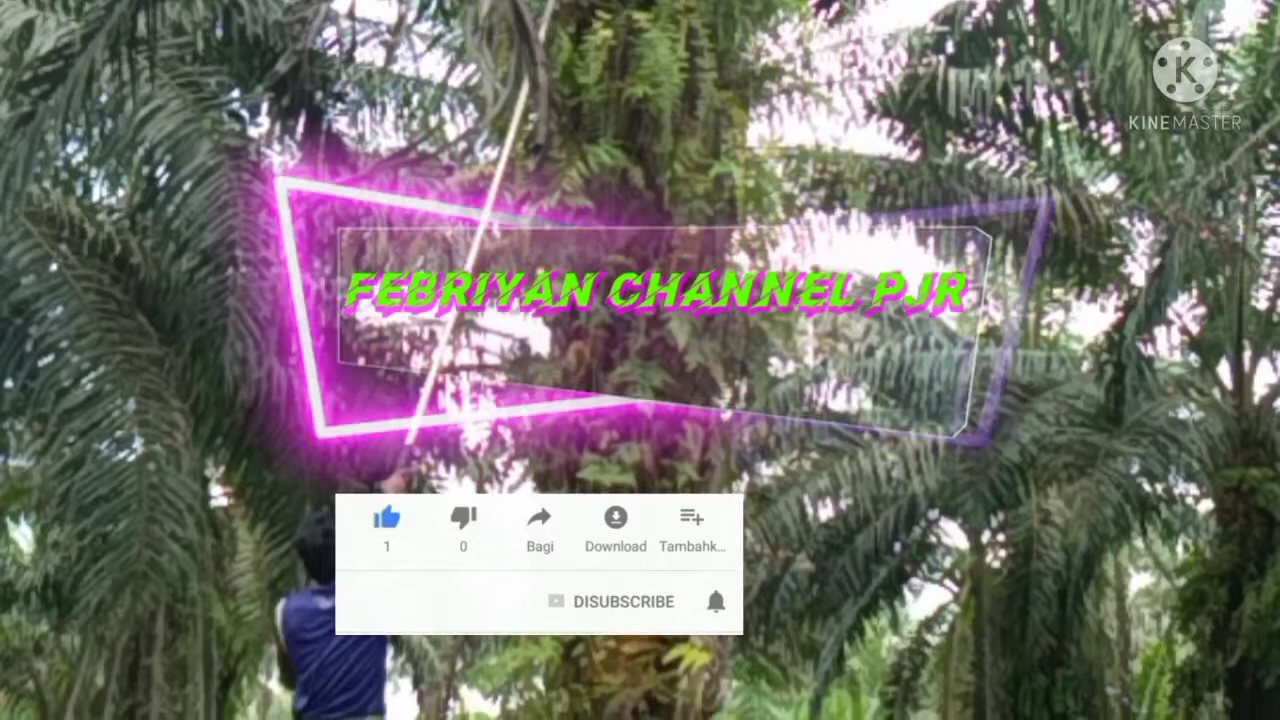 K
KINEMASTER
FEBRIYAN CHANNEL PJR
1 0 Bagi Download Tambahk...
DISUBSCRIBE